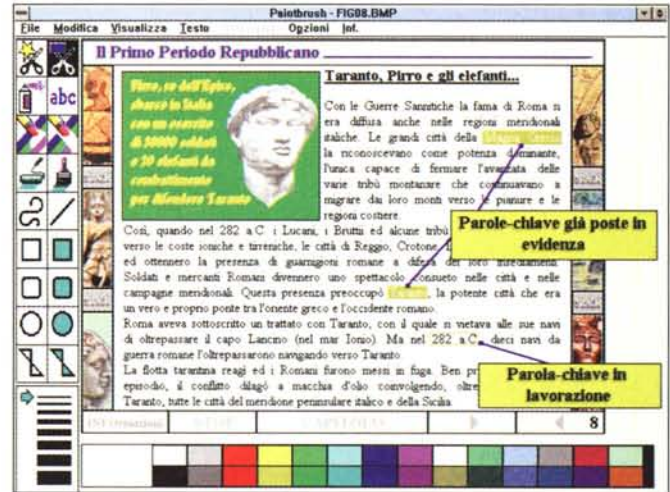 Paintbrush - FIG08.BMP
File Modifica Visualizza Testo Opzioni Inf.
Il Primo Periodo Repubblicano
Pirro, re dell'Epiro,
sbarcò in Italia
con un esercito
di 30000 soldati
e 20 elefanti da
combattimento
per difendere Taranto
Taranto, Pirro e gli elefanti...
Con le Guerre Sannitiche la fama di Roma si
era diffusa anche nelle regioni meridionali
italiche. Le grandi città della Magna Grecia
la riconoscevano come potenza dominante,
l'unica capace di fermare l'avanzata delle
varie tribù montanare che continuavano a
migrare dai loro monti verso le pianure e le
regioni costiere.
Così, quando nel 282 a.C. i Lucani, i Bruttii ed alcune tribù
verso le coste ioniche e tirreniche, le città di Reggio, Crotone,
ed ottennero la presenza di guarnigioni romane a difesa dei loro insediamenti.
Soldati e mercanti Romani divennero uno spettacolo consueto nelle città e nelle
campagne meridionali. Questa presenza preoccupò Taranto, la potente città che era
un vero e proprio ponte tra l'oriente greco e l'occidente romano.
Roma aveva sottoscritto un trattato con Taranto, con il quale si vietava alle sue navi
di oltrepassare il capo Lancino (nel mar Ionio). Ma nel 282 a.C. dieci navi da
guerra romane l'oltrepassarono navigando verso Taranto.
La flotta tarantina reagì ed i Romani furono messi in fuga. Ben
episodio, il conflitto dilagò a macchia d'olio coinvolgendo,
Taranto, tutte le città del meridione peninsulare italico e della Sicilia.
Parole-chiave già poste in
evidenza
Parola-chiave in
lavorazione
abc
8